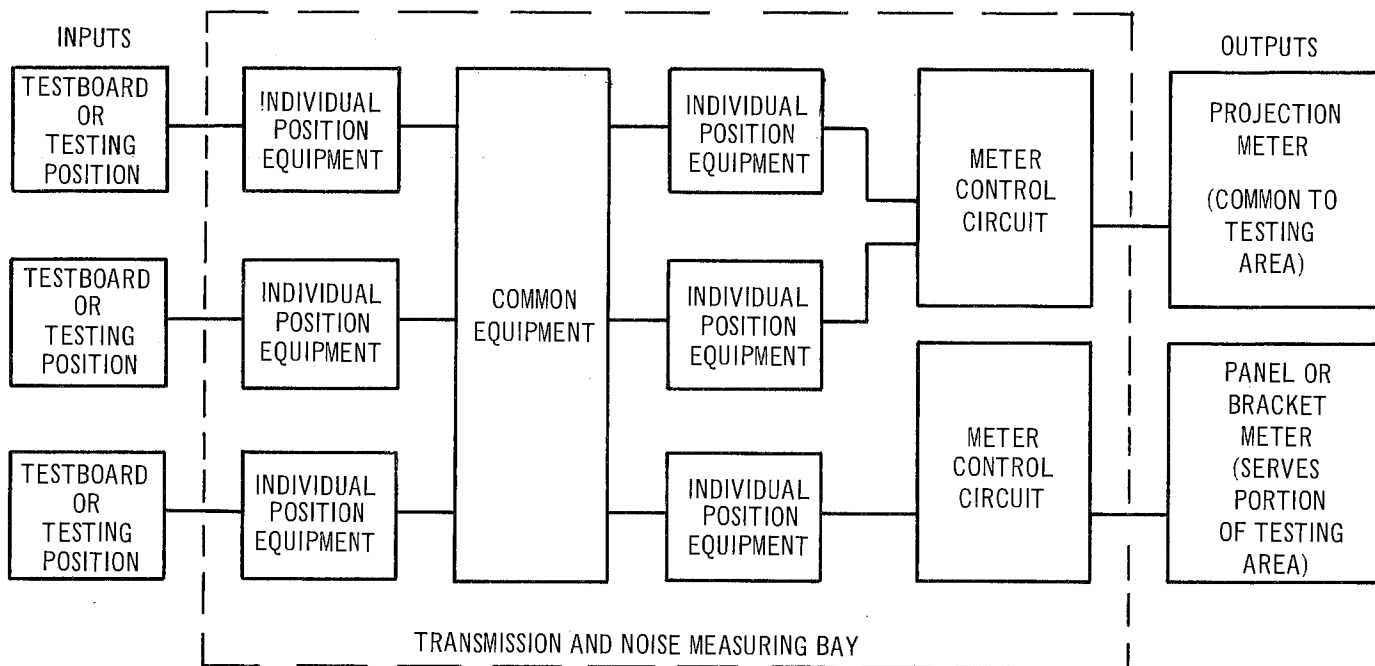 INPUTS
OUTPUTS
TESTBOARD
OR
TESTING
POSITION
INDIVIDUAL
POSITION
EQUIPMENT
INDIVIDUAL
POSITION
EQUIPMENT
METER
CONTROL
CIRCUIT
PROJECTION
METER
(COMMON TO
TESTING
AREA)
TESTBOARD
OR
TESTING
POSITION
INDIVIDUAL
POSITION
EQUIPMENT
COMMON
EQUIPMENT
INDIVIDUAL
POSITION
EQUIPMENT
TESTBOARD
OR
TESTING
POSITION
INDIVIDUAL
POSITION
EQUIPMENT
INDIVIDUAL
POSITION
EQUIPMENT
METER
CONTROL
CIRCUIT
PANEL OR
BRACKET
METER
(SERVES
PORTION
OF TESTING
AREA)
TRANSMISSION AND NOISE MEASURING BAY